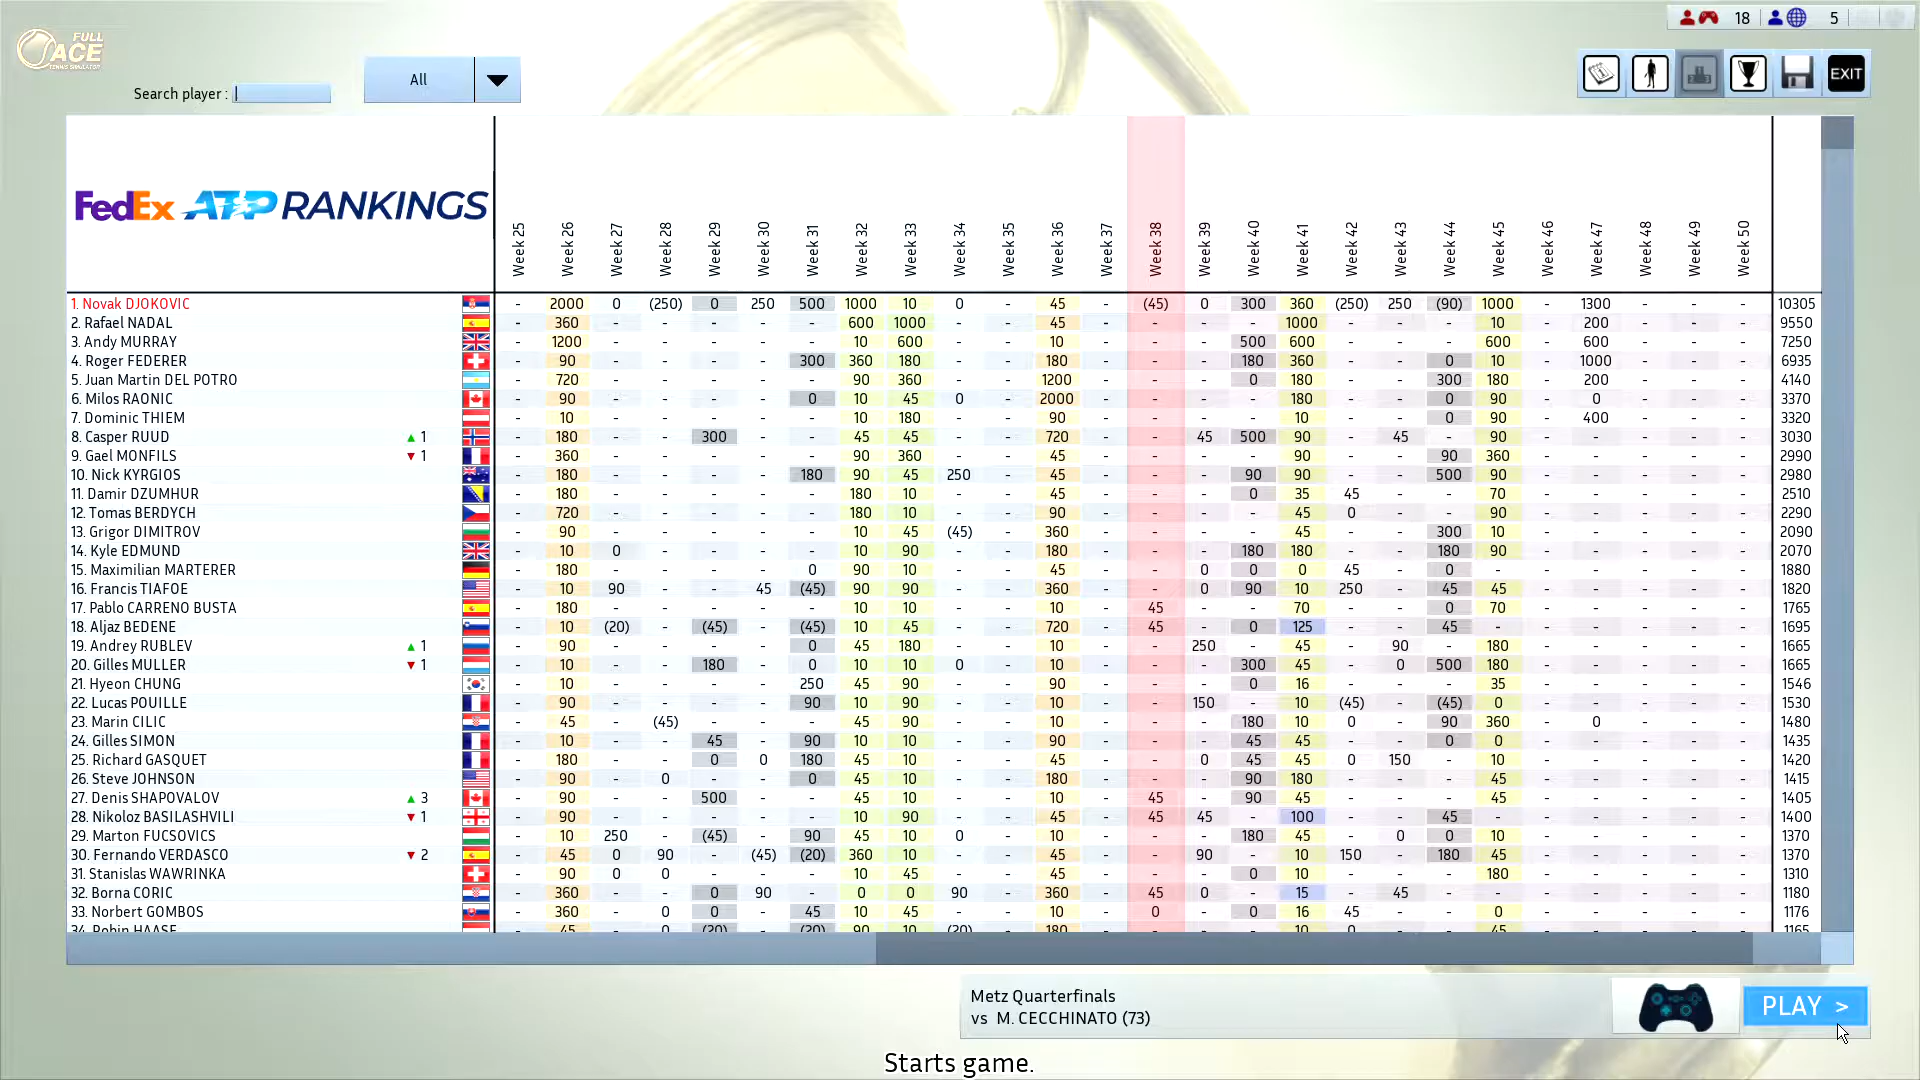 FULL ACE TENNIS SIMULATOR
18 5
Search player :
All
EXIT
FedEx ATP RANKINGS
Week 25 Week 26 Week 27 Week 28 Week 29 Week 30 Week 31 Week 32 Week 33 Week 34 Week 35 Week 36 Week 37 Week 38 Week 39 Week 40 Week 41 Week 42 Week 43 Week 44 Week 45 Week 46 Week 47 Week 48 Week 49 Week 50
1. Novak DJOKOVIC - 2000 0 (250) 0 250 500 1000 10 0 - 45 - (45) 0 300 360 (250) 250 (90) 1000 - 1300 - - - 10305
2. Rafael NADAL - 360 - - - - - 600 1000 - - 45 - - - - 1000 - - - 10 - 200 - - - 9550
3. Andy MURRAY - 1200 - - - - - 10 600 - - 10 - - - 500 600 - - - 600 - 600 - - - 7250
4. Roger FEDERER - 90 - - - - 300 360 180 - - 180 - - - 180 360 - - 0 10 - 1000 - - - 6935
5. Juan Martin DEL POTRO - 720 - - - - - 90 360 - - 1200 - - - 0 180 - - 300 180 - 200 - - - 4140
6. Milos RAONIC - 90 - - - - 0 10 45 0 - 2000 - - - - 180 - - 0 90 - 0 - - - 3370
7. Dominic THIEM - 10 - - - - - 10 180 - - 90 - - - - 10 - - 0 90 - 400 - - - 3320
8. Casper RUUD 1 - 180 - - 300 - - 45 45 - - 720 - - 45 500 90 - 45 - 90 - - - - - 3030
9. Gael MONFILS 1 - 360 - - - - - 90 360 - - 45 - - - - 90 - - 90 360 - - - - - 2990
10. Nick KYRGIOS - 180 - - - - 180 90 45 250 - 45 - - - 90 90 - - 500 90 - - - - - 2980
11. Damir DZUMHUR - 180 - - - - - 180 10 - - 45 - - - 0 35 45 - - 70 - - - - - 2510
12. Tomas BERDYCH - 720 - - - - - 180 10 - - 90 - - - - 45 0 - - 90 - - - - - 2290
13. Grigor DIMITROV - 90 - - - - - 10 45 (45) - 360 - - - - 45 - - 300 10 - - - - - 2090
14. Kyle EDMUND - 10 0 - - - - 10 90 - - 180 - - - 180 180 - - 180 90 - - - - - 2070
15. Maximilian MARTERER - 180 - - - - 0 90 10 - - 45 - - 0 0 0 45 - 0 - - - - - - 1880
16. Francis TIAFOE - 10 90 - - 45 (45) 90 90 - - 360 - - 0 90 10 250 - 45 45 - - - - - 1820
17. Pablo CARRENO BUSTA - 180 - - - - - 10 10 - - 10 - 45 - - 70 - - 0 70 - - - - - 1765
18. Aljaz BEDENE - 10 (20) - (45) - (45) 10 45 - - 720 - 45 - 0 125 - - 45 - - - - - - 1695
19. Andrey RUBLEV 1 - 90 - - - - 0 45 180 - - 10 - - 250 - 45 - 90 - 180 - - - - - 1665
20. Gilles MULLER 1 - 10 - - 180 - 0 10 10 0 - 10 - - - 300 45 - 0 500 180 - - - - - 1665
21. Hyeon CHUNG - 10 - - - - 250 45 90 - - 90 - - - 0 16 - - - 35 - - - - - 1546
22. Lucas POUILLE - 90 - - - - 90 10 90 - - 10 - - 150 - 10 (45) - (45) 0 - - - - - 1530
23. Marin CILIC - 45 - (45) - - - 45 90 - - 10 - - - 180 10 0 - 90 360 - 0 - - - 1480
24. Gilles SIMON - 10 - - 45 - 90 10 10 - - 90 - - - 45 45 - - 0 0 - - - - - 1435
25. Richard GASQUET - 180 - - 0 0 180 45 10 - - 10 - - 0 45 45 0 150 - 10 - - - - - 1420
26. Steve JOHNSON - 90 - 0 - - 0 45 10 - - 180 - - - 90 180 - - - 45 - - - - - 1415
27. Denis SHAPOVALOV 3 - 90 - - 500 - - 45 10 - - 10 - 45 - 90 45 - - - 45 - - - - - 1405
28. Nikoloz BASILASHVILI 1 - 90 - - - - - 10 90 - - 45 - 45 45 - 100 - - 45 - - - - - - 1400
29. Marton FUCSOVICS - 10 250 - (45) - 90 45 10 0 - 10 - - - 180 45 - 0 0 10 - - - - - 1370
30. Fernando VERDASCO 2 - 45 0 90 - (45) (20) 360 10 - - 45 - - 90 - 10 150 - 180 45 - - - - - 1370
31. Stanislas WAWRINKA - 90 0 0 - - - 10 45 - - 45 - - - 0 10 - - - 180 - - - - - 1310
32. Borna CORIC - 360 - - 0 90 - 0 0 90 - 360 - 45 0 - 15 - 45 - - - - - - - 1180
33. Norbert GOMBOS - 360 - 0 0 - 45 10 45 - - 10 - 0 - 0 16 45 - - 0 - - - - - 1176
34. Robin HAASE - 45 - 0 (20) - (20) 90 10 (20) - 180 - - - - 10 0 - - 45 - - - - - 1165
Metz Quarterfinals
vs M. CECCHINATO (73)
PLAY >
Starts game.